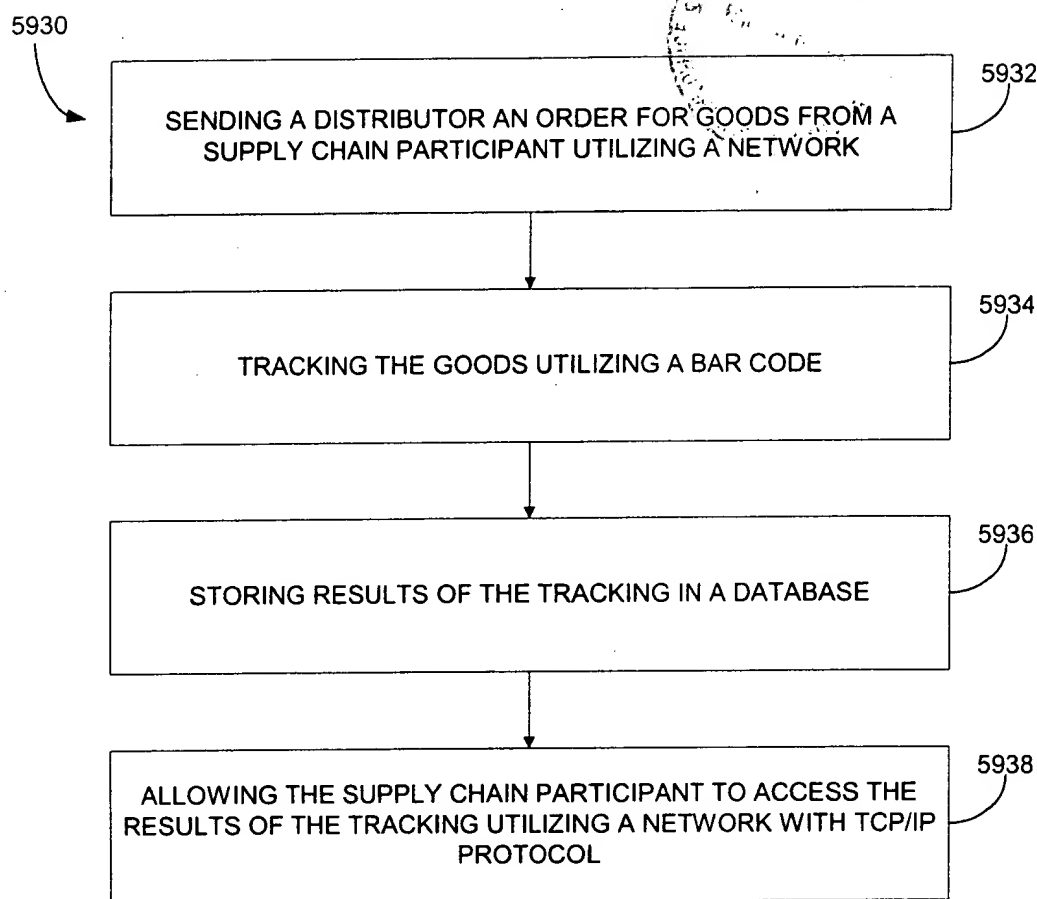 5930
5932
SENDING A DISTRIBUTOR AN ORDER FOR GOODS FROM A
SUPPLY CHAIN PARTICIPANT UTILIZING A NETWORK
5934
TRACKING THE GOODS UTILIZING A BAR CODE
5936
STORING RESULTS OF THE TRACKING IN A DATABASE
5938
ALLOWING THE SUPPLY CHAIN PARTICIPANT TO ACCESS THE
RESULTS OF THE TRACKING UTILIZING A NETWORK WITH TCP/IP
PROTOCOL